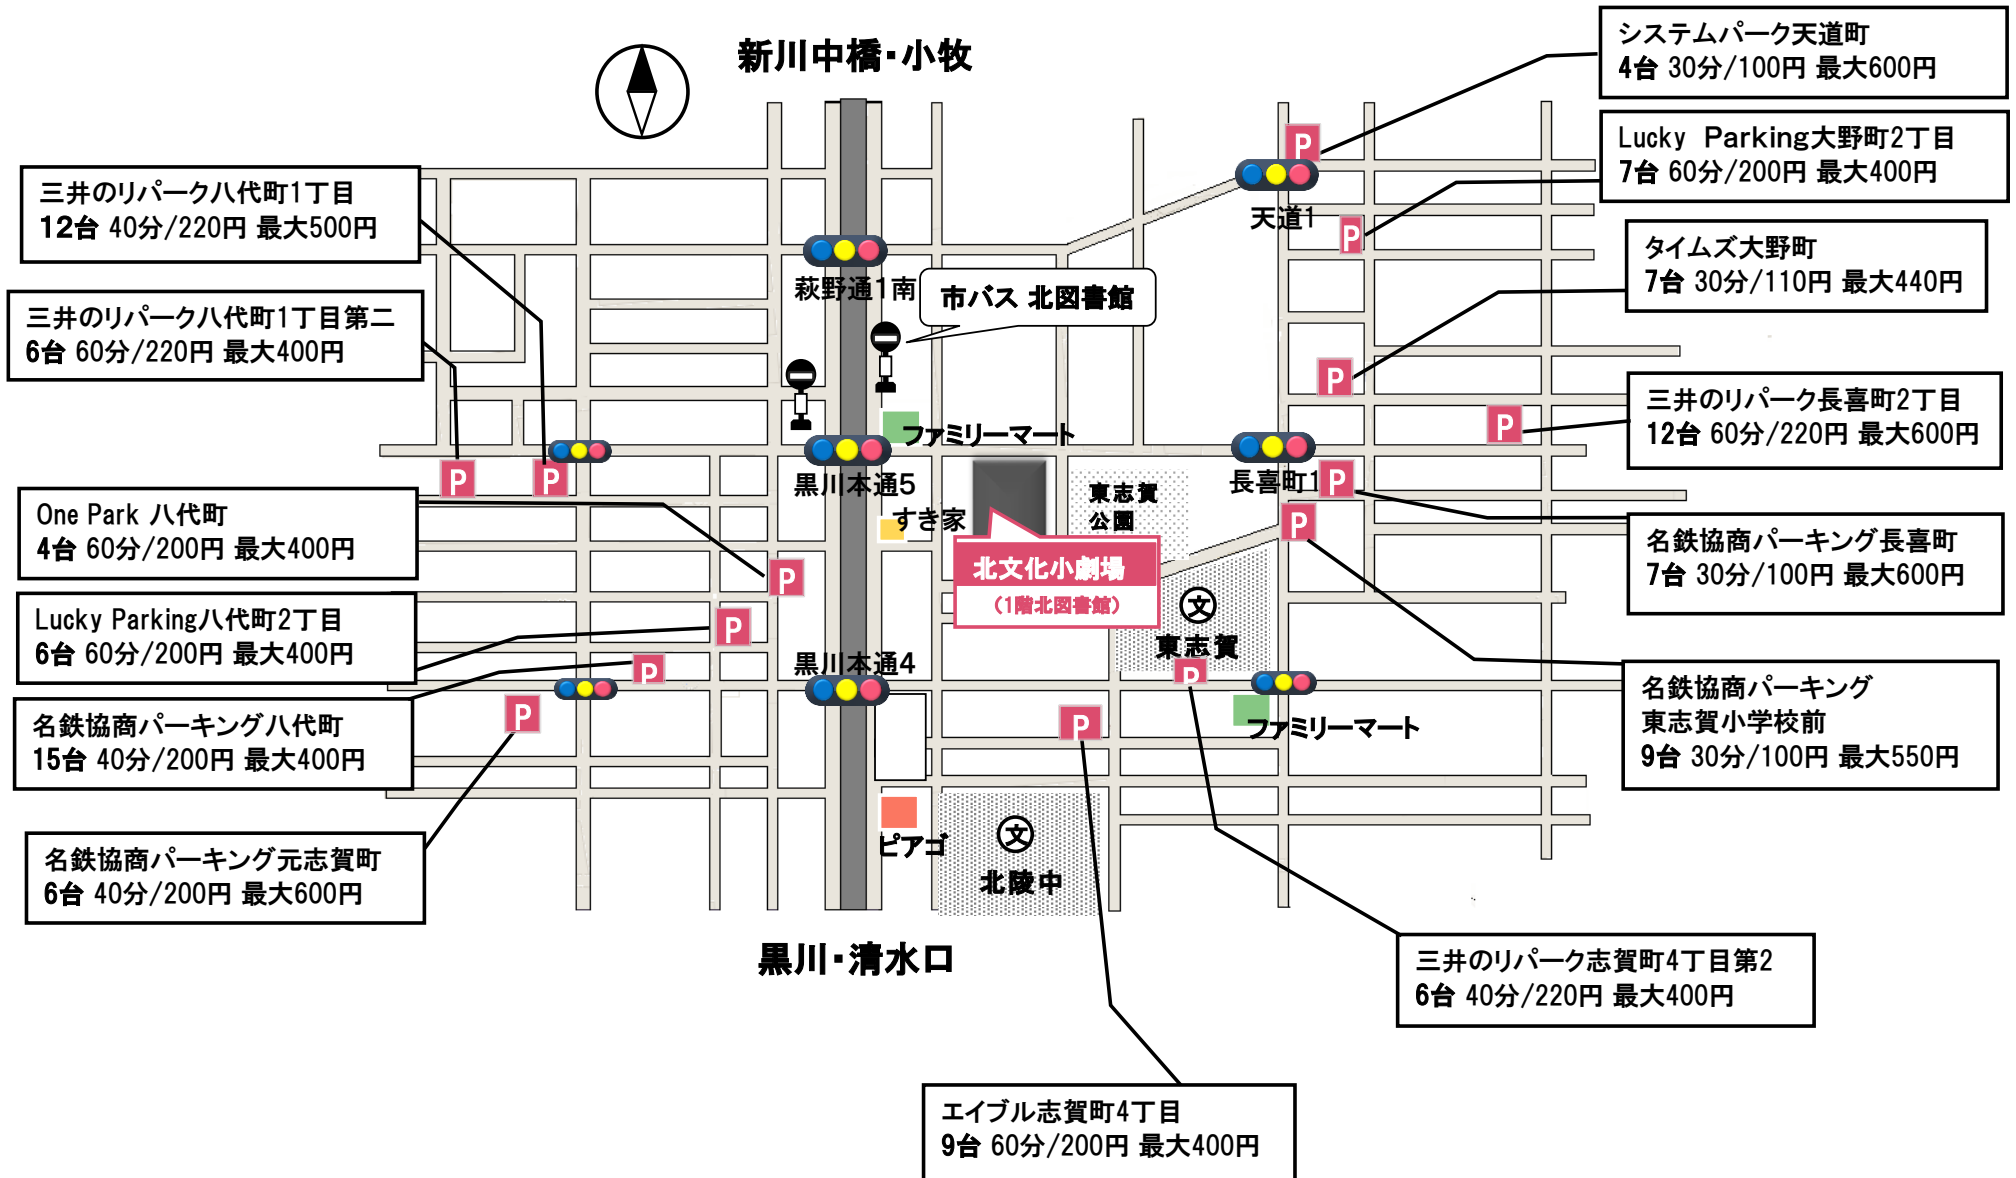 新川中橋・小牧
システムパーク天道町
4台 30分/100円 最大600円
Lucky Parking大野町2丁目
7台 60分/200円 最大400円
三井のリパーク八代町1丁目
12台 40分/220円 最大500円
天道1
タイムズ大野町
7台 30分/110円 最大440円
萩野通1南
市バス 北図書館
三井のリパーク八代町1丁目第二
6台 60分/220円 最大400円
三井のリパーク長喜町2丁目
12台 60分/220円 最大600円
ファミリーマート
黒川本通5
長喜町1
東志賀
公園
One Park 八代町
4台 60分/200円 最大400円
すき家
名鉄協商パーキング長喜町
7台 30分/100円 最大600円
北文化小劇場
(1階北図書館)
文
東志賀
Lucky Parking八代町2丁目
6台 60分/200円 最大400円
黒川本通4
名鉄協商パーキング
東志賀小学校前
9台 30分/100円 最大550円
名鉄協商パーキング八代町
15台 40分/200円 最大400円
ファミリーマート
ピアゴ
文
北陵中
名鉄協商パーキング元志賀町
6台 40分/200円 最大600円
黒川・清水口
三井のリパーク志賀町4丁目第2
6台 40分/220円 最大400円
エイブル志賀町4丁目
9台 60分/200円 最大400円
P
P
P
P
P
P
P
P
P
P
P
P
P
P